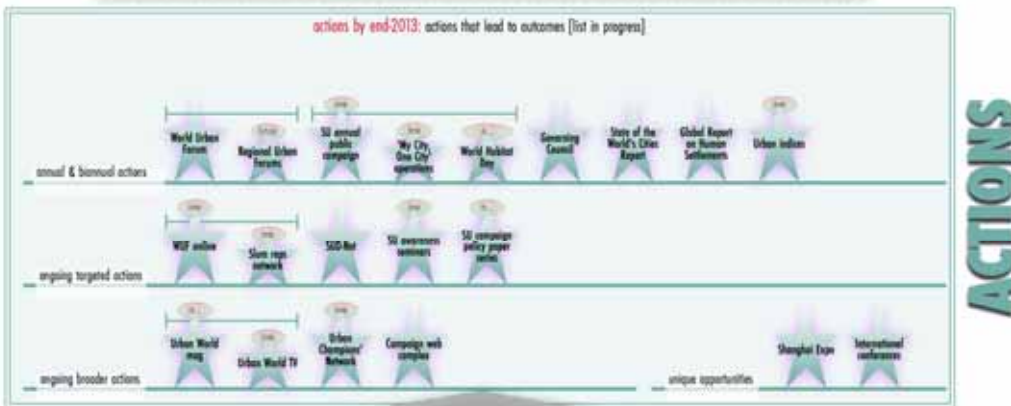 actions by end-2013: actions that lead to outcomes [list in progress]
World Urban
Forum
Regional Urban
Forums
SU annual
public
campaign
'My City,
One City'
operations
World Habitat
Day
Governing
Council
State of the
World's Cities
Report
Global Report
on Human
Settlements
Urban indices
annual & biannual actions
WUF online
Slum reps
network
SUD-Net
SU awareness
seminars
SU campaign
policy paper
series
ongoing targeted actions
Urban World
mag
Urban World TV
Urban
Champions'
Network
Campaign web
complex
ongoing broader actions
unique opportunities
Shanghai Expo
International
conferences
ACTIONS